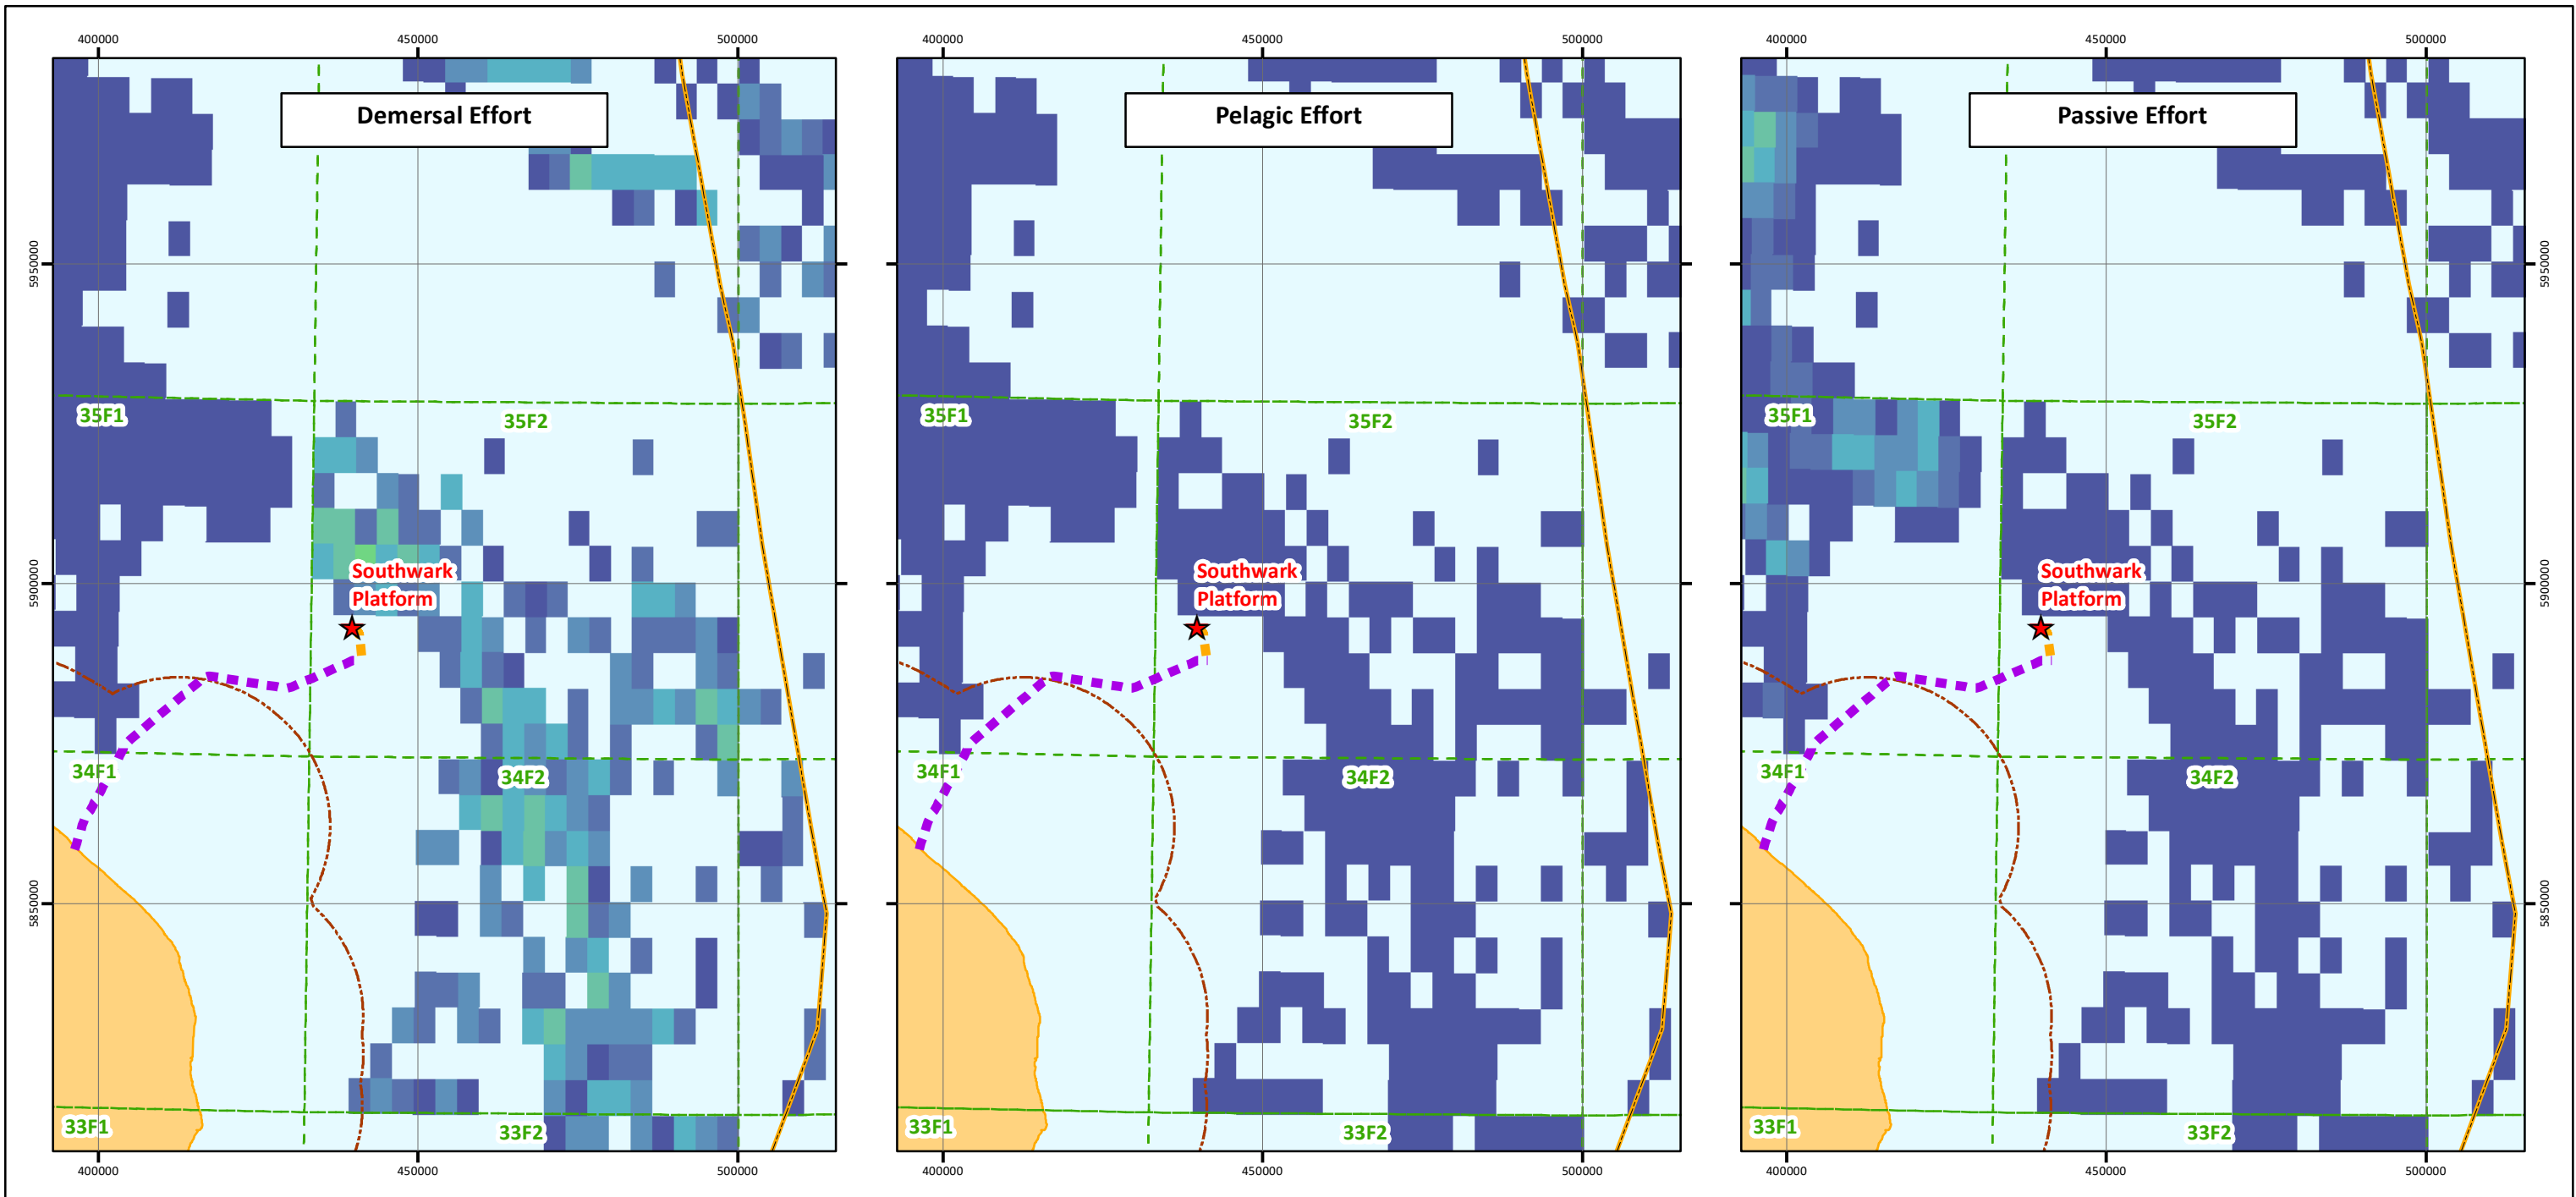 400000 450000 500000 400000 450000 500000 400000 450000 500000
Demersal Effort
Pelagic Effort
Passive Effort
5950000
5950000
35F1
35F2
35F1
35F2
35F1
35F2
Southwark
Platform
Southwark
Platform
Southwark
Platform
5900000
5900000
34F1
34F2
34F1
34F2
34F1
34F2
5850000
5850000
33F1
33F2
33F1
33F2
33F1
33F2
400000 450000 500000 400000 450000 500000 400000 450000 500000